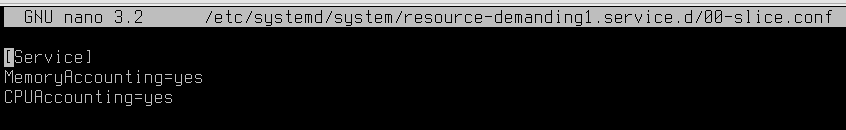 GNU nano 3.2 /etc/systemd/system/resource-demanding1.service.d/00-slice.conf
[Service]
MemoryAccounting=yes
CPUAccounting=yes